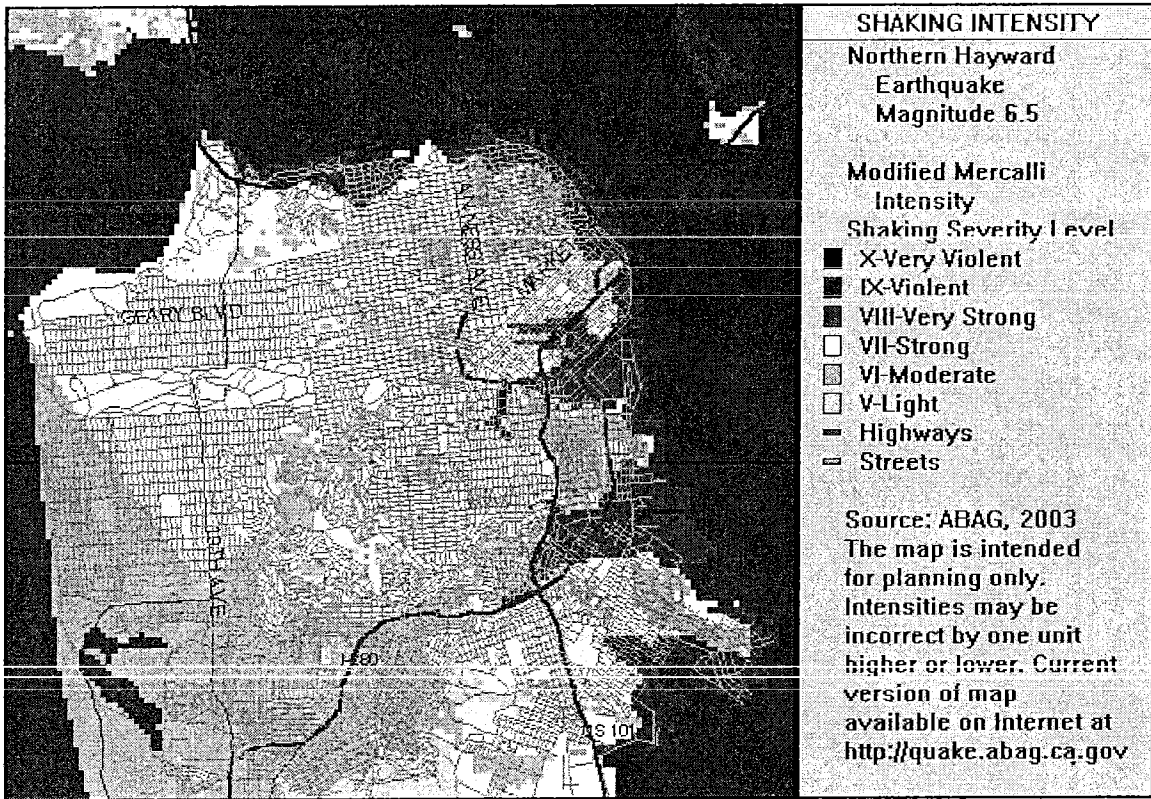 SHAKING INTENSITY
Northern Hayward
Earthquake
Magnitude 6.5
Modified Mercalli
Intensity
Shaking Severity Level
X-Very Violent
IX-Violent
VIII-Very Strong
VII-Strong
VI-Moderate
V-Light
Highways
Streets
Source: ABAG, 2003
The map is intended
for planning only.
Intensities may be
incorrect by one unit
higher or lower. Current
version of map
available on Internet at
http://quake.abag.ca.gov
GEARY BLVD
I-280
US 101